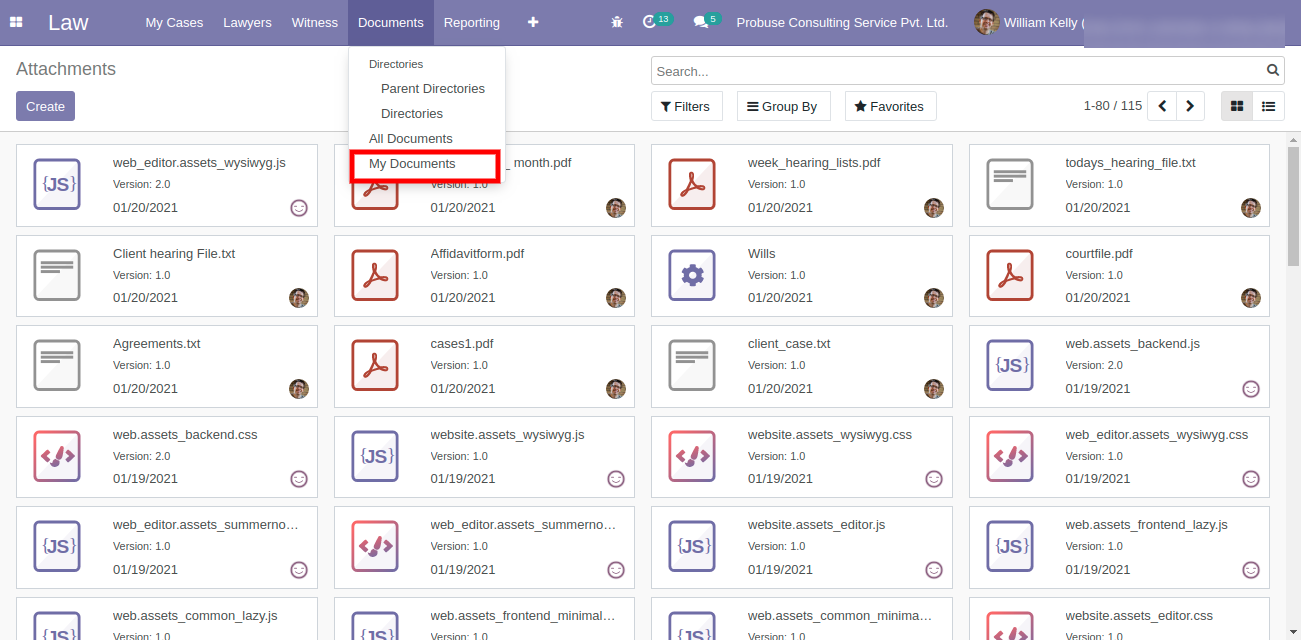 Law My Cases Lawyers Witness Documents Reporting 13 5 Probuse Consulting Service Pvt. Ltd. William Kelly (
Attachments
Create
Directories
Parent Directories
Directories
All Documents
My Documents
Search...
Filters Group By Favorites 1-80 / 115
web_editor.assets_wysiwyg.js
Version: 2.0
01/20/2021
_ month.pdf
Version: 1.0
01/20/2021
week_hearing_lists.pdf
Version: 1.0
01/20/2021
todays_hearing_file.txt
Version: 1.0
01/20/2021
Client hearing File.txt
Version: 1.0
01/20/2021
Affidavitform.pdf
Version: 1.0
01/20/2021
Wills
Version: 1.0
01/20/2021
courtfile.pdf
Version: 1.0
01/20/2021
Agreements.txt
Version: 1.0
01/20/2021
cases1.pdf
Version: 1.0
01/20/2021
client_case.txt
Version: 1.0
01/20/2021
{JS}
web.assets_backend.js
Version: 2.0
01/19/2021
web.assets_backend.css
Version: 2.0
01/19/2021
{JS}
website.assets_wysiwyg.js
Version: 1.0
01/19/2021
website.assets_wysiwyg.css
Version: 1.0
01/19/2021
web_editor.assets_wysiwyg.css
Version: 1.0
01/19/2021
{JS}
web_editor.assets_summerno...
Version: 1.0
01/19/2021
web_editor.assets_summerno...
Version: 1.0
01/19/2021
{JS}
website.assets_editor.js
Version: 1.0
01/19/2021
{JS}
web.assets_frontend_lazy.js
Version: 1.0
01/19/2021
{JS}
web.assets_common_lazy.js
Version: 1.0
{JS}
web.assets_frontend_minimal...
Version: 1.0
{JS}
web.assets_common_minima...
Version: 1.0
website.assets_editor.css
Version: 1.0